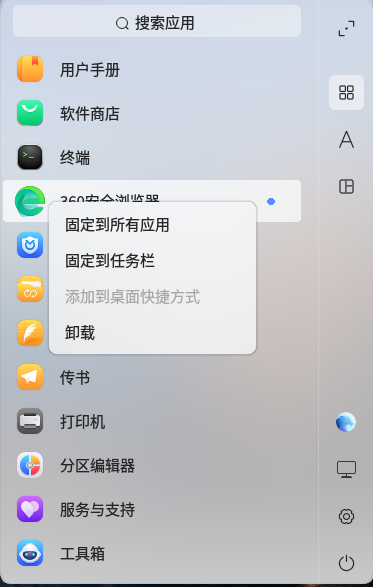 搜索应用
用户手册
软件商店
终端
360安全浏览器
固定到所有应用
固定到任务栏
添加到桌面快捷方式
卸载
传书
打印机
分区编辑器
服务与支持
工具箱